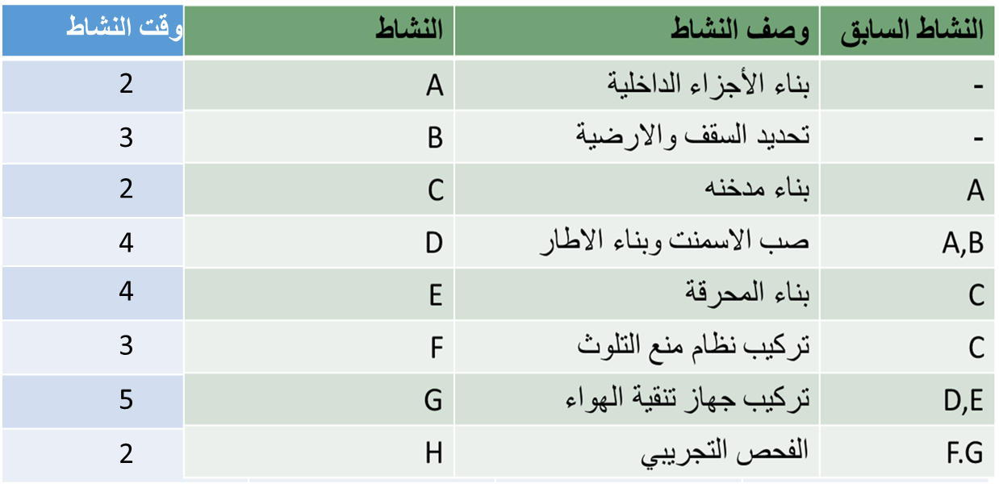 النشاط السابق وصف النشاط النشاط وقت النشاط
- بناء الأجزاء الداخلية A 2
- تحديد السقف والارضية B 3
A بناء مدخنه C 2
A,B صب الاسمنت وبناء الاطار D 4
C بناء المحرقة E 4
C تركيب نظام منع التلوث F 3
D,E تركيب جهاز تنقية الهواء G 5
F.G الفحص التجريبي H 2